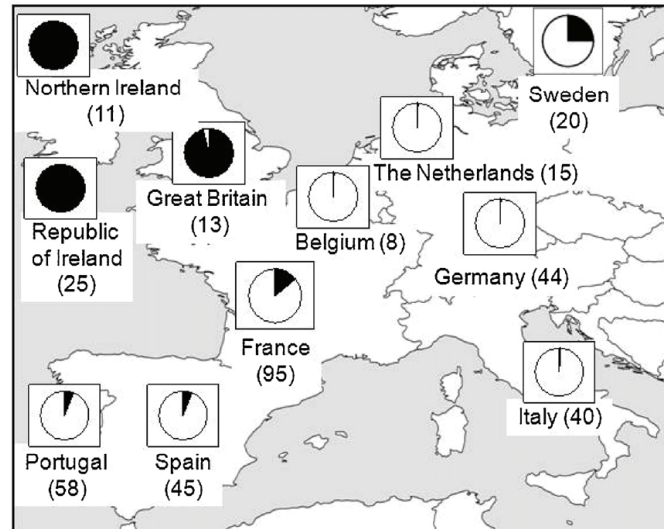 Northern Ireland
(11)
Sweden
(20)
The Netherlands (15)
Great Britain
(13)
Republic
of Ireland
(25)
Belgium (8)
Germany (44)
France
(95)
Italy (40)
Portugal
(58)
Spain
(45)